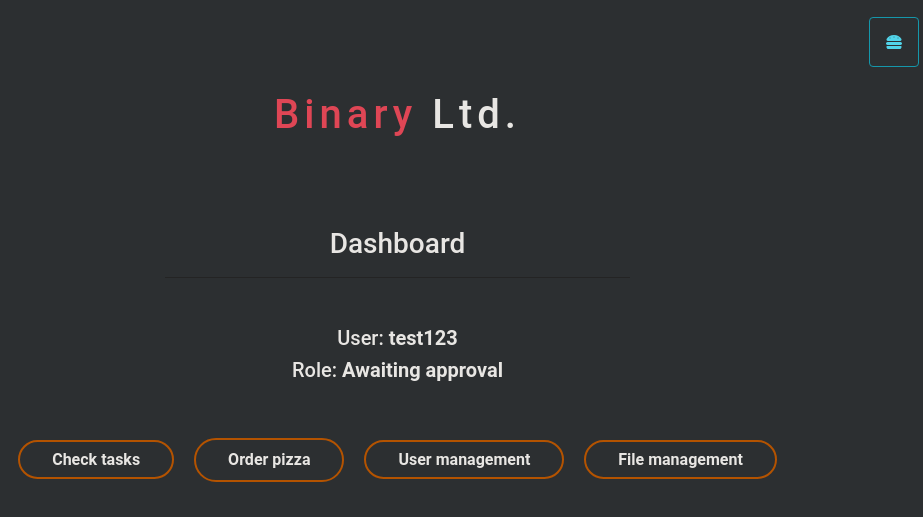 Binary Ltd.
Dashboard
User: test123
Role: Awaiting approval
Check tasks
Order pizza
User management
File management